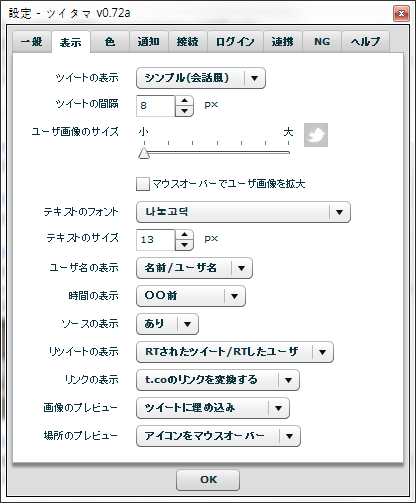 設定 - ツイタマ v0.72a
一般 表示 色 通知 接続 ログイン 連携 NG ヘルプ
ツイートの表示 シンプル(会話風)
ツイートの間隔 8 px
ユーザ画像のサイズ 小 大
マウスオーバーでユーザ画像を拡大
テキストのフォント 나눔고딕
テキストのサイズ 13 px
ユーザ名の表示 名前/ユーザ名
時間の表示 〇〇前
ソースの表示 あり
リツイートの表示 RTされたツイート/RTしたユーザ
リンクの表示 t.coのリンクを変換する
画像のプレビュー ツイートに埋め込み
場所のプレビュー アイコンをマウスオーバー
OK